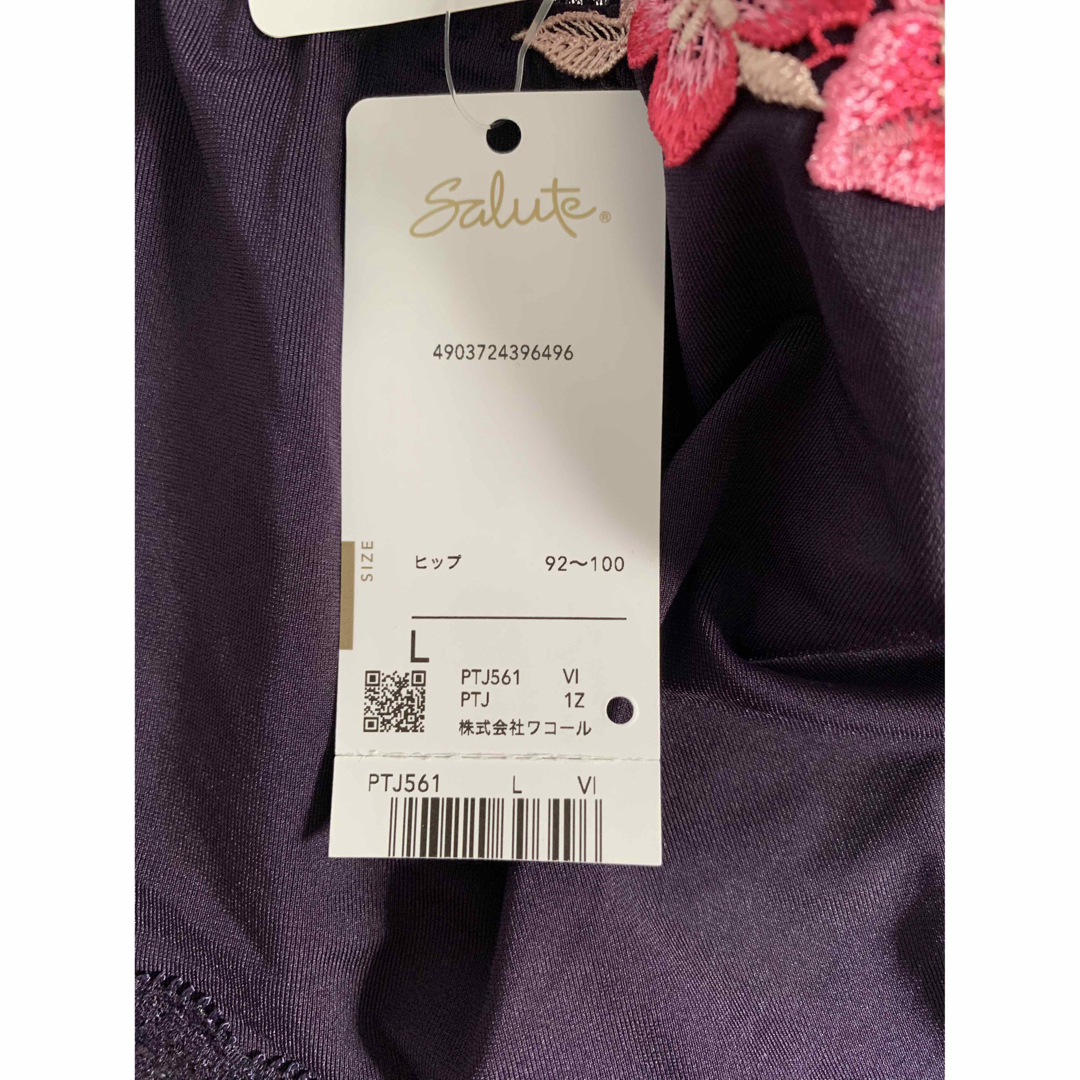 Salute®
4903724396496
SIZE
ヒップ 92〜100
L
PTJ561 VI
PTJ 1Z
株式会社ワコール
PTJ561 L VI